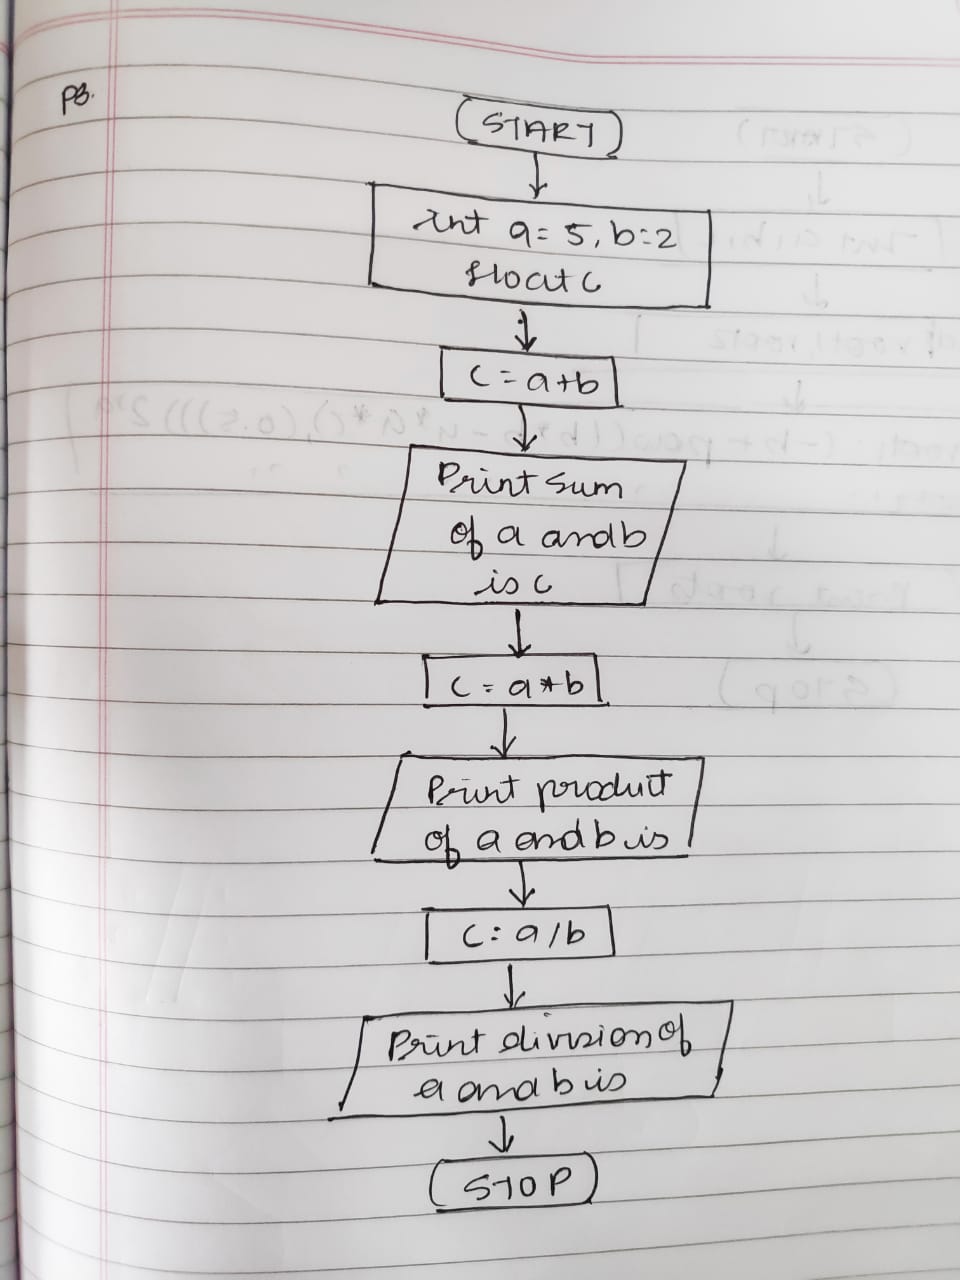 P3.
START
int a=5, b=2
float c
c=a+b
Print sum
of a and b
is c
c=a*b
Print product
of a and b is
c=a/b
Print division of
a and b is
STOP